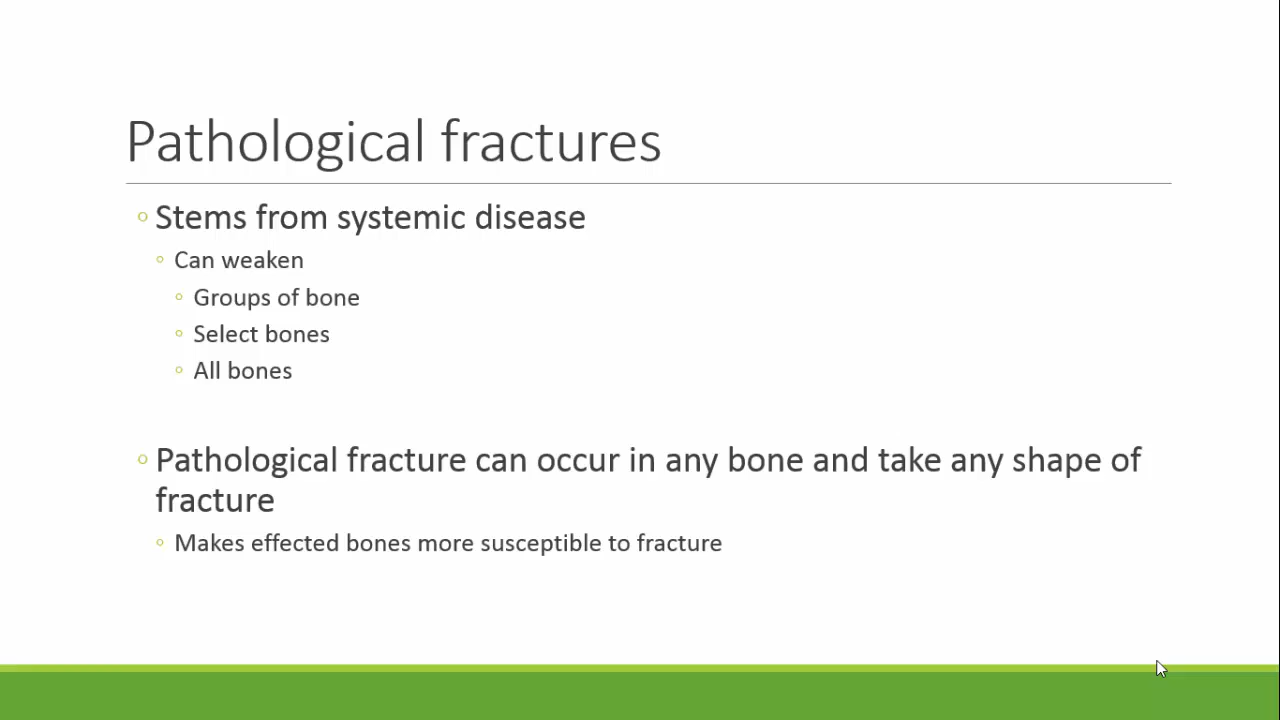 Pathological fractures
Stems from systemic disease
Can weaken
Groups of bone
Select bones
All bones
Pathological fracture can occur in any bone and take any shape of
fracture
Makes effected bones more susceptible to fracture